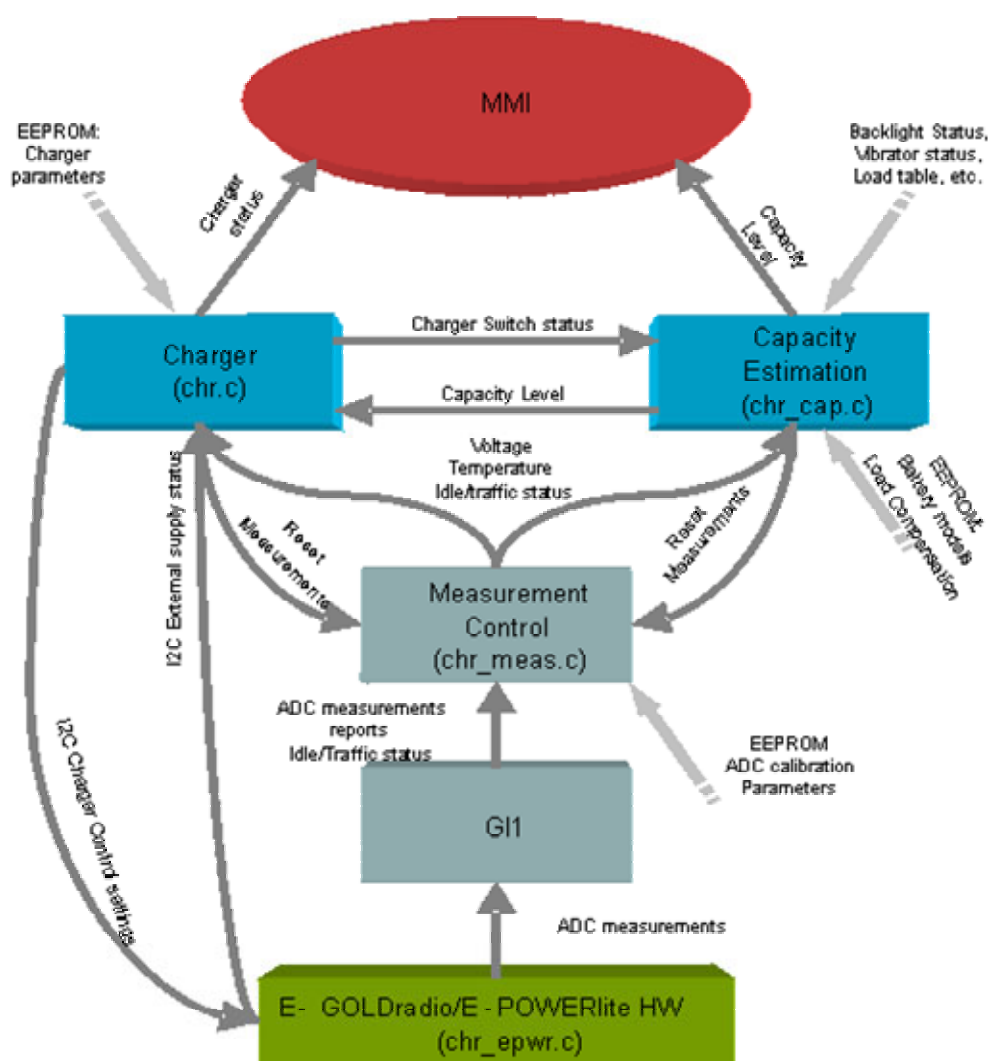 MMI
EEPROM:
Charger
parameters
Backlight Status,
Vibrator status,
Load table, etc.
Charger
status
Capacity
Level
Charger
(chr.c)
Charger Switch status
Capacity Level
Capacity
Estimation
(chr_cap.c)
Voltage
Temperature
Idle/traffic status
I2C External supply status
Reset
Measurements
Reset
Measurements
EEPROM:
Battery models
Load Compensation
Measurement
Control
(chr_meas.c)
ADC measurements
reports
Idle/Traffic status
EEPROM
ADC calibration
Parameters
I2C Charger Control settings
GI1
ADC measurements
E- GOLDradio/E - POWERlite HW
(chr_epwr.c)